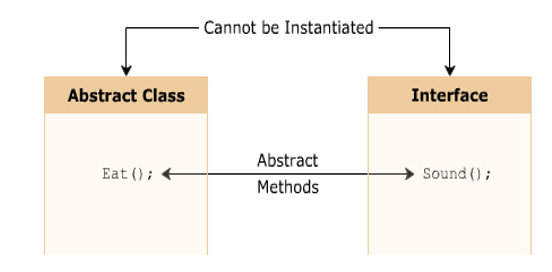 Cannot be Instantiated
Abstract Class
Interface
Abstract
Eat();
Sound();
Methods